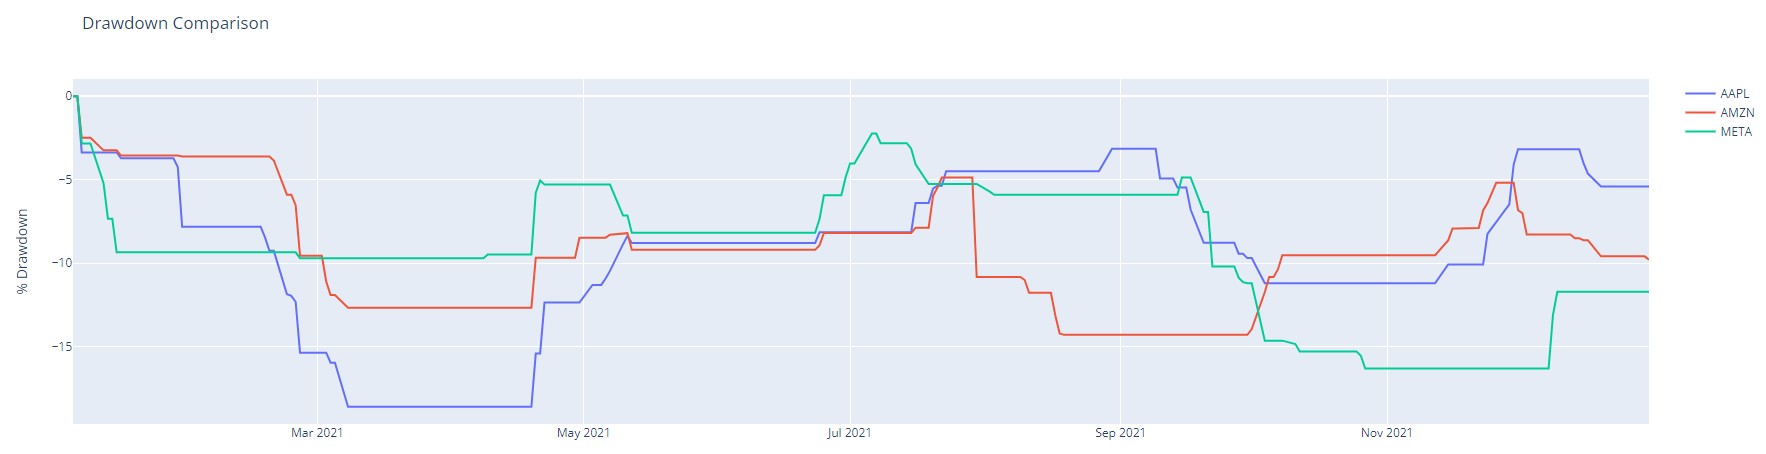 Drawdown Comparison
% Drawdown
0
−5
−10
−15
Mar 2021
May 2021
Jul 2021
Sep 2021
Nov 2021
AAPL
AMZN
META